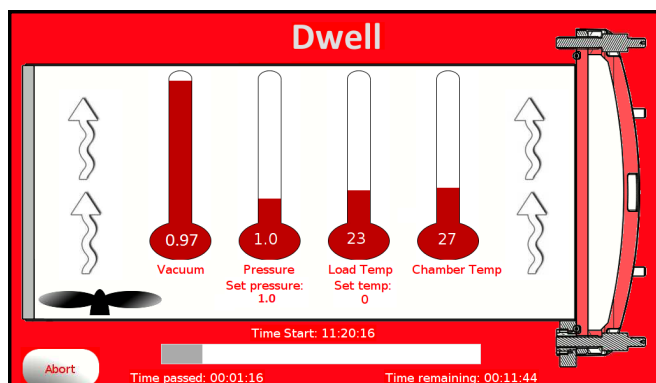 Dwell
0.97 1.0 23 27
Vacuum Pressure Load Temp Chamber Temp
Set pressure: Set temp:
1.0 0
Time Start: 11:20:16
Abort
Time passed: 00:01:16 Time remaining: 00:11:44